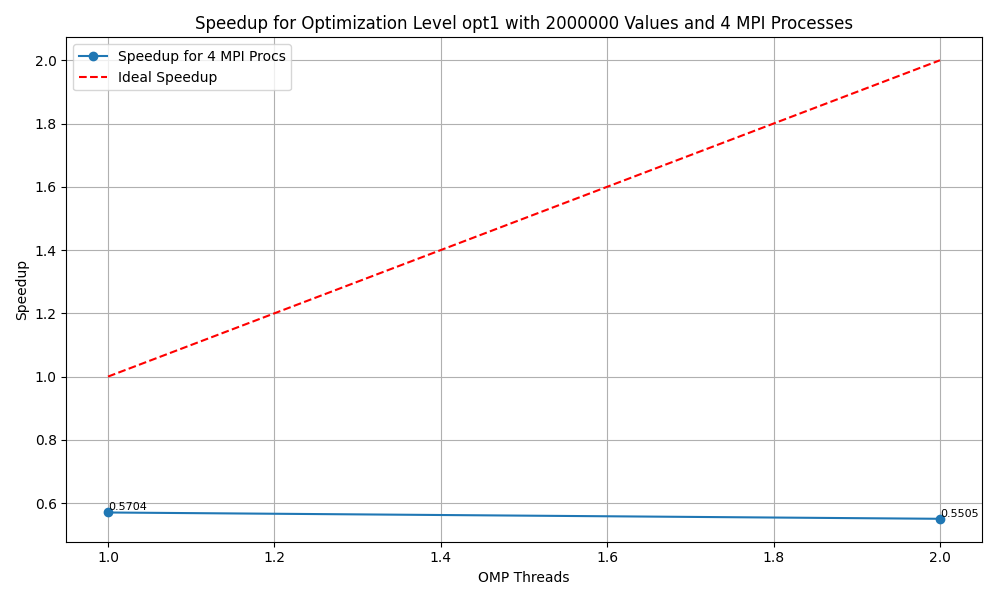 Speedup for Optimization Level opt1 with 2000000 Values and 4 MPI Processes
Speedup for 4 MPI Procs
Ideal Speedup
Speedup
2.0
1.8
1.6
1.4
1.2
1.0
0.8
0.6
0.5704
0.5505
1.0 1.2 1.4 1.6 1.8 2.0
OMP Threads